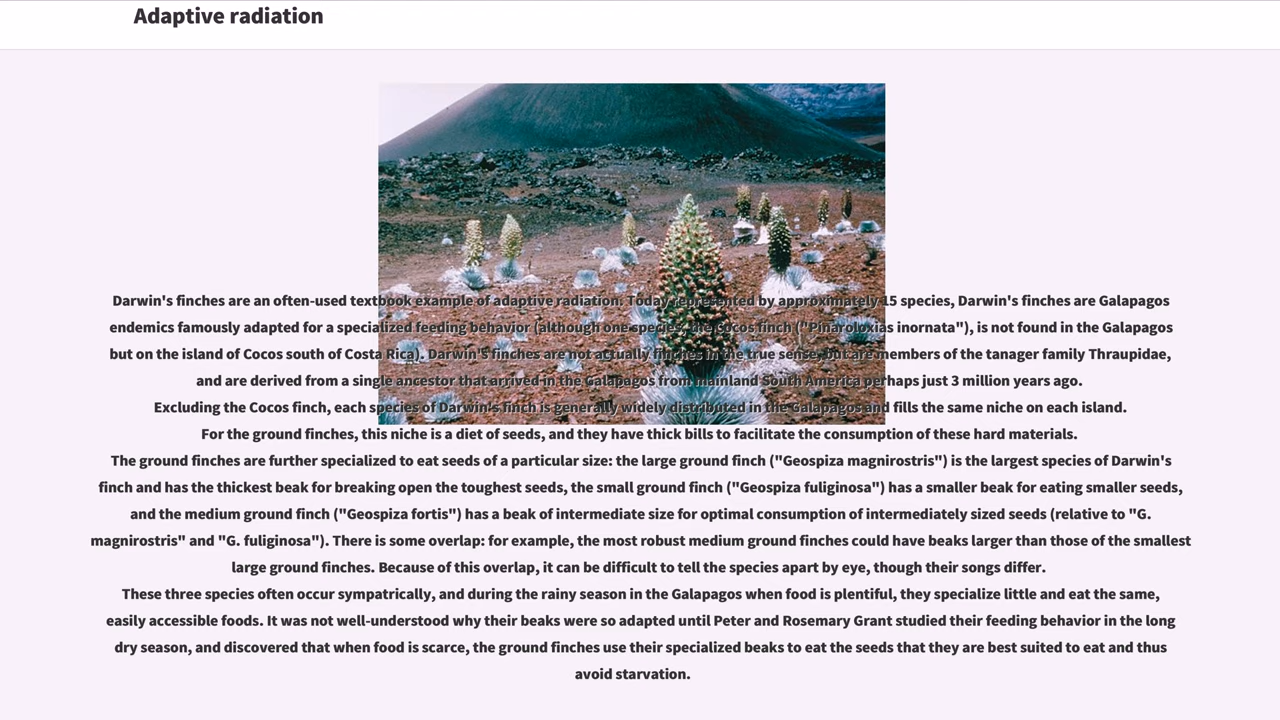 Adaptive radiation
Darwin's finches are an often-used textbook example of adaptive radiation. Today represented by approximately 15 species, Darwin's finches are Galapagos
endemics famously adapted for a specialized feeding behavior (although one species, the Cocos finch ("Pinaroloxias inornata"), is not found in the Galapagos
but on the island of Cocos south of Costa Rica). Darwin's finches are not actually finches in the true sense, but are members of the tanager family Thraupidae,
and are derived from a single ancestor that arrived in the Galapagos from mainland South America perhaps just 3 million years ago.
Excluding the Cocos finch, each species of Darwin's finch is generally widely distributed in the Galapagos and fills the same niche on each island.
For the ground finches, this niche is a diet of seeds, and they have thick bills to facilitate the consumption of these hard materials.
The ground finches are further specialized to eat seeds of a particular size: the large ground finch ("Geospiza magnirostris") is the largest species of Darwin's
finch and has the thickest beak for breaking open the toughest seeds, the small ground finch ("Geospiza fuliginosa") has a smaller beak for eating smaller seeds,
and the medium ground finch ("Geospiza fortis") has a beak of intermediate size for optimal consumption of intermediately sized seeds (relative to "G.
magnirostris" and "G. fuliginosa"). There is some overlap: for example, the most robust medium ground finches could have beaks larger than those of the smallest
large ground finches. Because of this overlap, it can be difficult to tell the species apart by eye, though their songs differ.
These three species often occur sympatrically, and during the rainy season in the Galapagos when food is plentiful, they specialize little and eat the same,
easily accessible foods. It was not well-understood why their beaks were so adapted until Peter and Rosemary Grant studied their feeding behavior in the long
dry season, and discovered that when food is scarce, the ground finches use their specialized beaks to eat the seeds that they are best suited to eat and thus
avoid starvation.